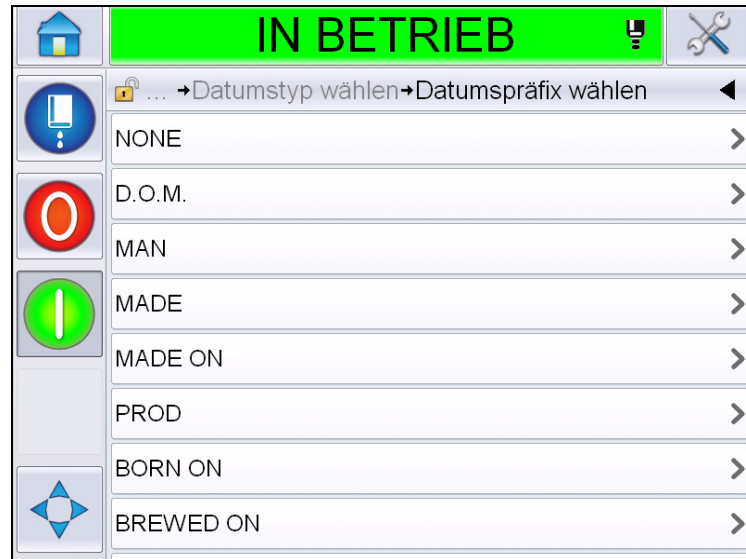 IN BETRIEB
... →Datumstyp wählen→Datumspräfix wählen
NONE
D.O.M.
MAN
MADE
MADE ON
PROD
BORN ON
BREWED ON